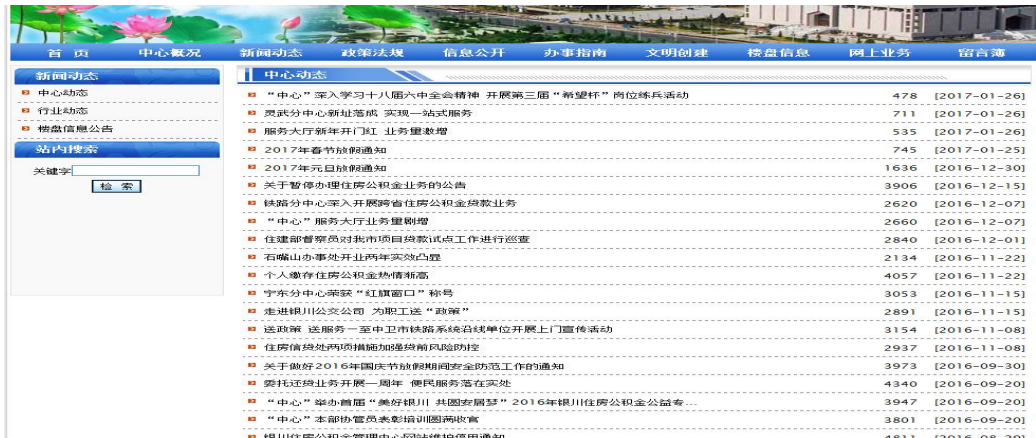 首 页 中心概况 新闻动态 政策法规 信息公开 办事指南 文明创建 楼盘信息 网上业务 留言簿
新闻动态
中心动态
行业动态
楼盘信息公告
站内搜索
关键字
检 索
中心动态
“中心”深入学习十八届六中全会精神 开展第三届“希望杯”岗位练兵活动 478 [2017-01-26]
灵武分中心新址落成 实现一站式服务 711 [2017-01-26]
服务大厅新年开门红 业务量激增 535 [2017-01-26]
2017年春节放假通知 745 [2017-01-25]
2017年元旦放假通知 1636 [2016-12-30]
关于暂停办理住房公积金业务的公告 3906 [2016-12-15]
铁路分中心深入开展跨省住房公积金贷款业务 2620 [2016-12-07]
“中心”服务大厅业务量剧增 2660 [2016-12-07]
住建部督察员对我市项目贷款试点工作进行巡查 2840 [2016-12-01]
石嘴山办事处开业两年实效凸显 2134 [2016-11-22]
个人缴存住房公积金热情渐高 4057 [2016-11-22]
宁东分中心荣获“红旗窗口”称号 3053 [2016-11-15]
走进银川公交公司 为职工送“政策” 2891 [2016-11-15]
送政策 送服务—至中卫市铁路系统沿线单位开展上门宣传活动 3154 [2016-11-08]
住房信贷处两项措施加强贷前风险防控 2937 [2016-11-08]
关于做好2016年国庆节放假期间安全防范工作的通知 3973 [2016-09-30]
委托还贷业务开展一周年 便民服务落在实处 4340 [2016-09-20]
“中心”举办首届“美好银川 共圆安居梦”2016年银川住房公积金公益专... 3947 [2016-09-20]
“中心”本部协管员表彰培训圆满收官 3801 [2016-09-20]
银川住房公积金管理中心网站维护停用通知 4811 [2016-08-29]